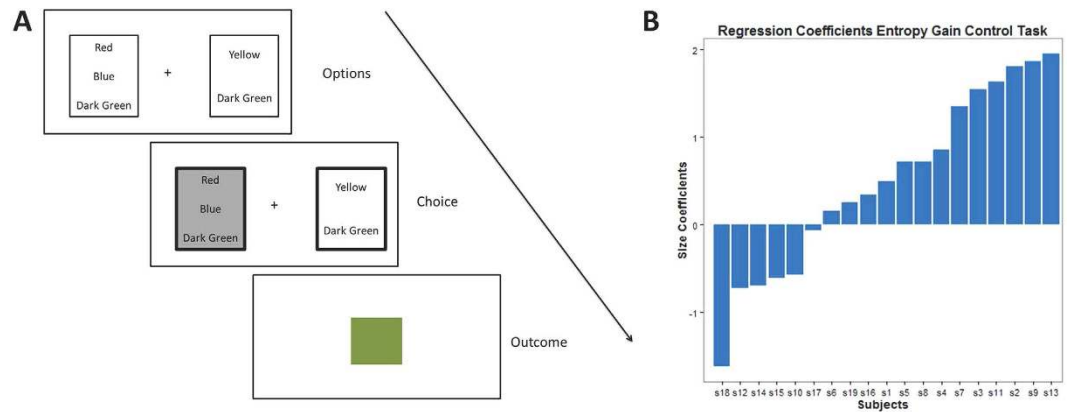 A
Red
Blue
Dark Green
+
Yellow
Dark Green
Options
Red
Blue
Dark Green
+
Yellow
Dark Green
Choice
Outcome
B
Regression Coefficients Entropy Gain Control Task
Size Coefficients
2
1
0
-1
s18 s12 s14 s15 s10 s17 s6 s19 s16 s1 s5 s8 s4 s7 s3 s11 s2 s9 s13
Subjects